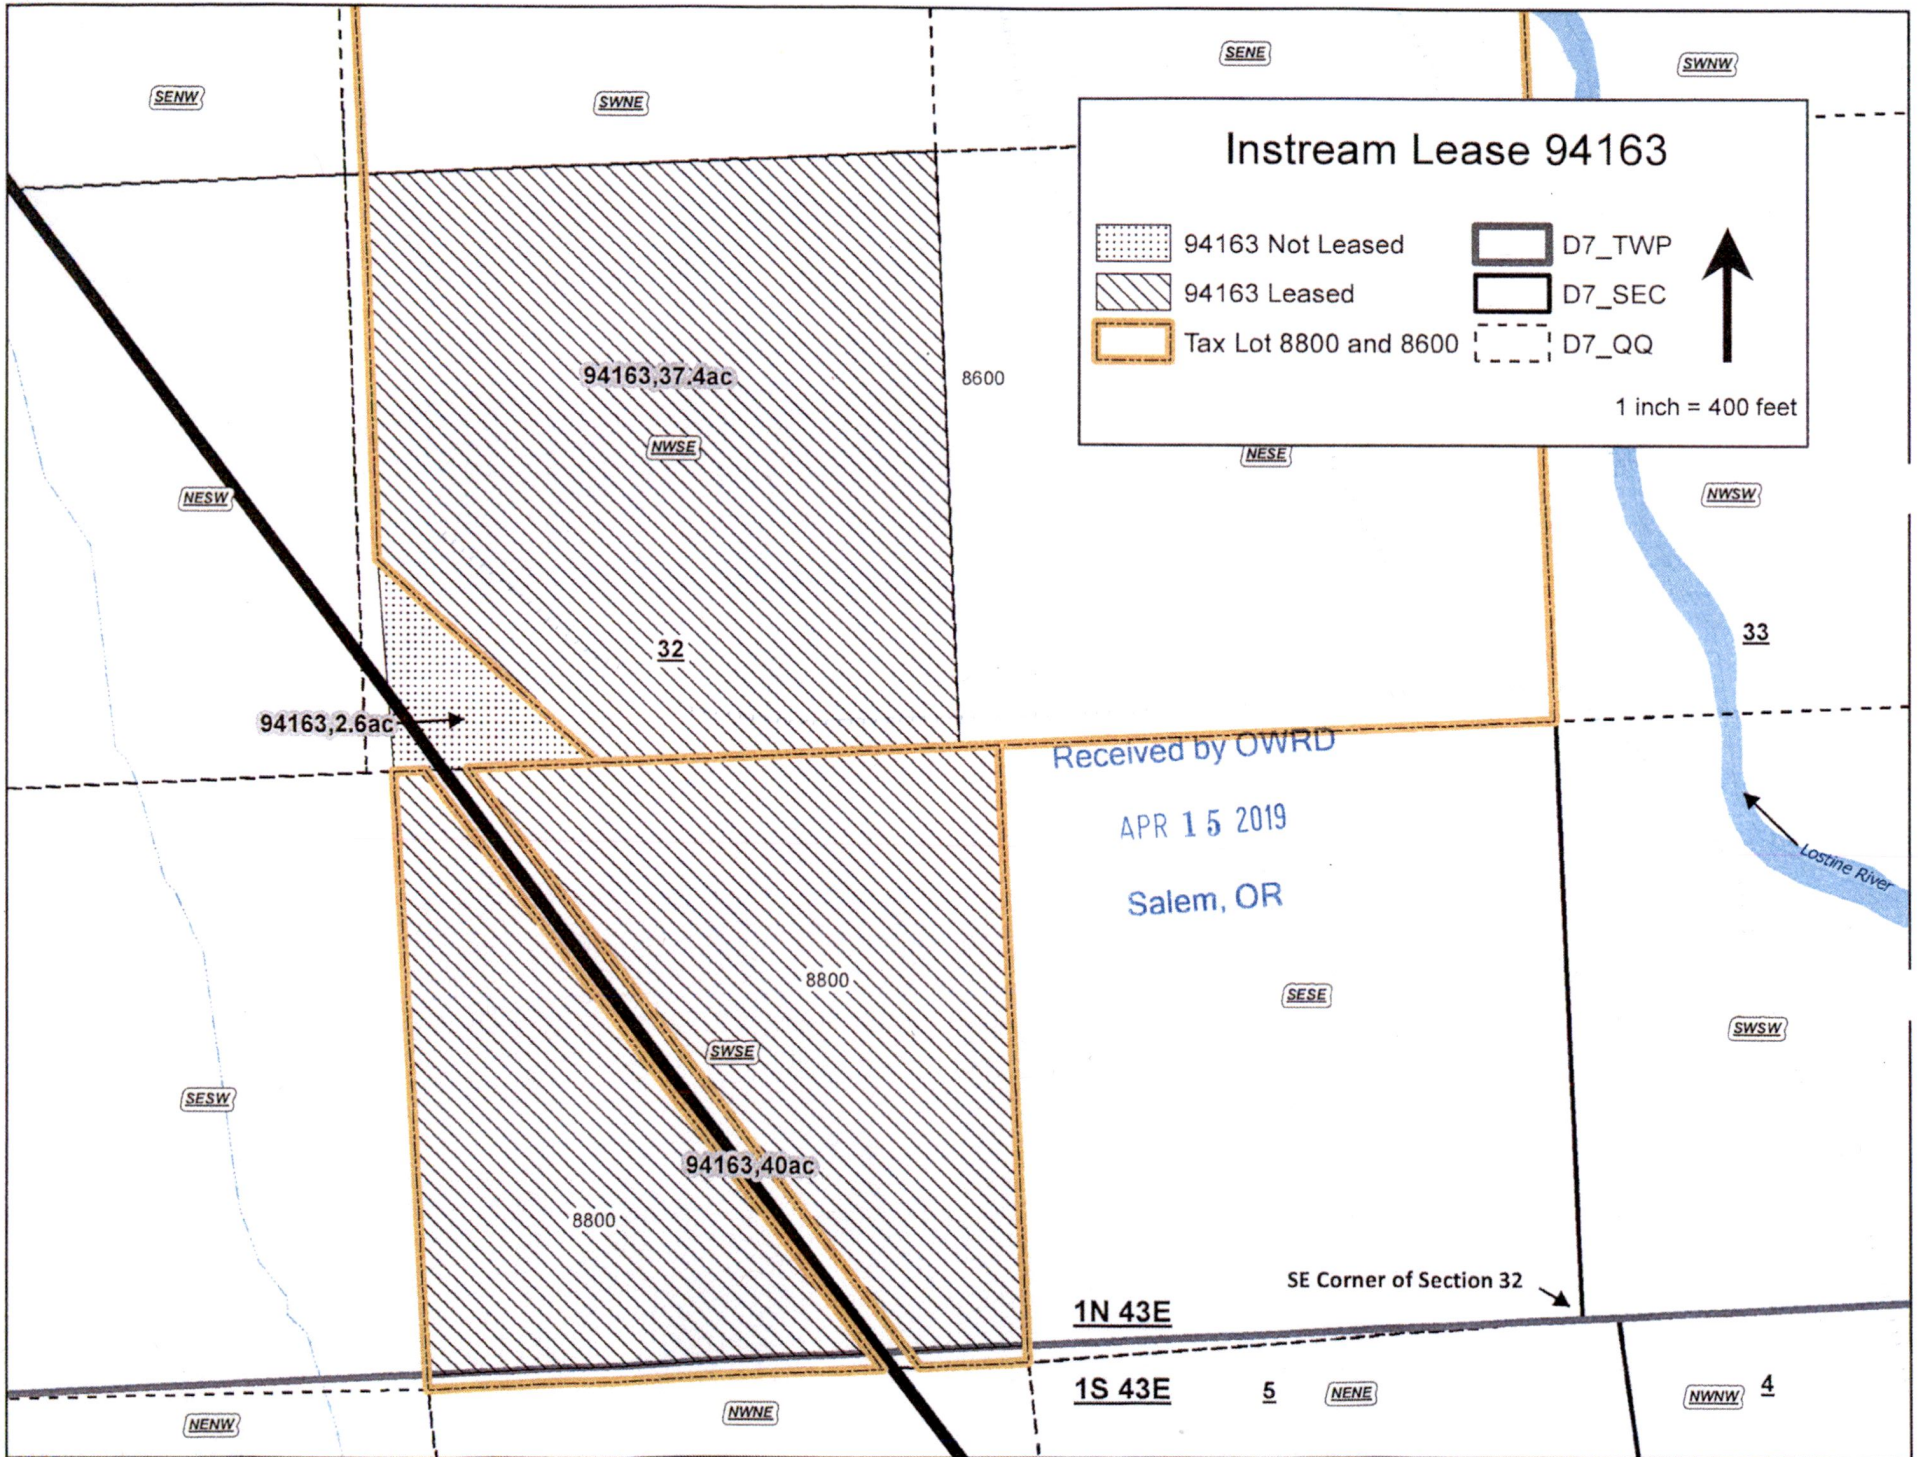 SENW
SWNE
SENE
SWNW
Instream Lease 94163
94163 Not Leased
94163 Leased
Tax Lot 8800 and 8600
D7_TWP
D7_SEC
D7_QQ
1 inch = 400 feet
94163,37.4ac
8600
NWSE
NESE
NESW
NWSW
32
33
94163,2.6ac
Received by OWRD
APR 15 2019
Salem, OR
Lostine River
8800
SESE
SWSE
SWSW
SESW
94163,40ac
8800
SE Corner of Section 32
1N 43E
1S 43E
5
NENE
NWNW
4
NENW
NWNE